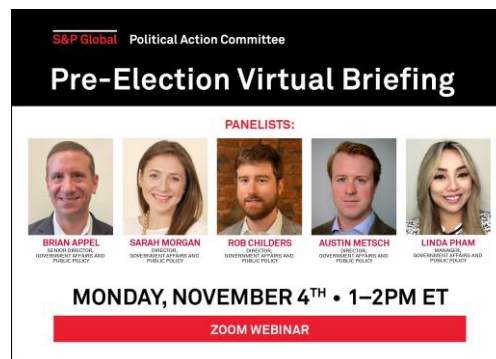 S&P Global Political Action Committee
Pre-Election Virtual Briefing
PANELISTS:
BRIAN APPEL
SENIOR DIRECTOR,
GOVERNMENT AFFAIRS AND
PUBLIC POLICY
SARAH MORGAN
DIRECTOR,
GOVERNMENT AFFAIRS AND
PUBLIC POLICY
ROB CHILDERS
DIRECTOR,
GOVERNMENT AFFAIRS AND
PUBLIC POLICY
AUSTIN METSCH
DIRECTOR,
GOVERNMENT AFFAIRS AND
PUBLIC POLICY
LINDA PHAM
MANAGER,
GOVERNMENT AFFAIRS AND
PUBLIC POLICY
MONDAY, NOVEMBER 4TH • 1–2PM ET
ZOOM WEBINAR